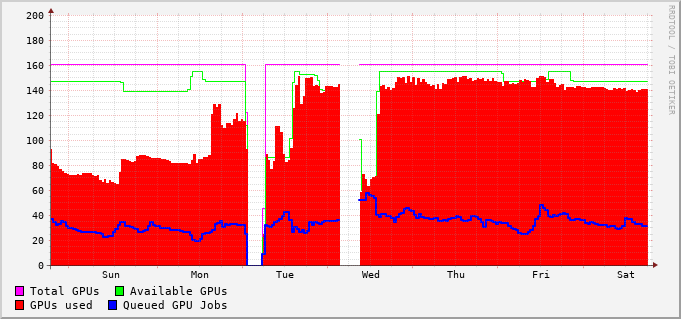 200
180
160
140
120
100
80
60
40
20
0
Sun Mon Tue Wed Thu Fri Sat
Total GPUs Available GPUs
GPUs used Queued GPU Jobs
RRDTOOL / TOBI OETIKER